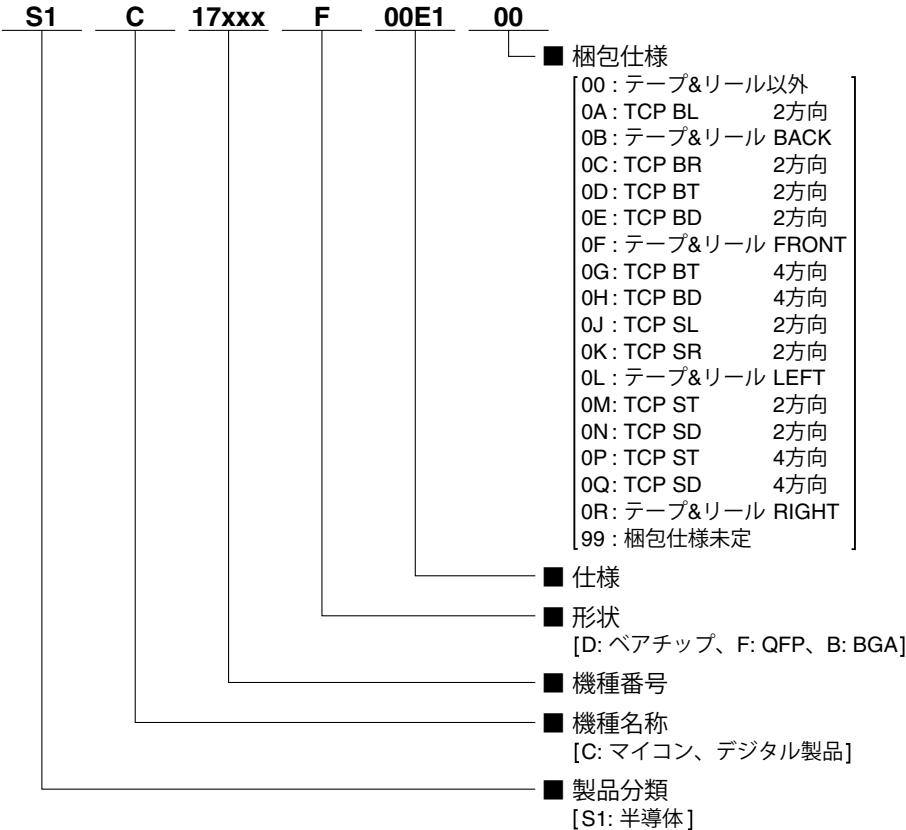 S1 C 17xxx F 00E1 00
■ 梱包仕様
[00 : テープ&リール以外
0A : TCP BL 2方向
0B : テープ&リール BACK
0C : TCP BR 2方向
0D : TCP BT 2方向
0E : TCP BD 2方向
0F : テープ&リール FRONT
0G : TCP BT 4方向
0H : TCP BD 4方向
0J : TCP SL 2方向
0K : TCP SR 2方向
0L : テープ&リール LEFT
0M: TCP ST 2方向
0N : TCP SD 2方向
0P : TCP ST 4方向
0Q : TCP SD 4方向
0R : テープ&リール RIGHT
99 : 梱包仕様未定]
■ 仕様
■ 形状
[D: ベアチップ、F: QFP、B: BGA]
■ 機種番号
■ 機種名称
[C: マイコン、デジタル製品]
■ 製品分類
[S1: 半導体]